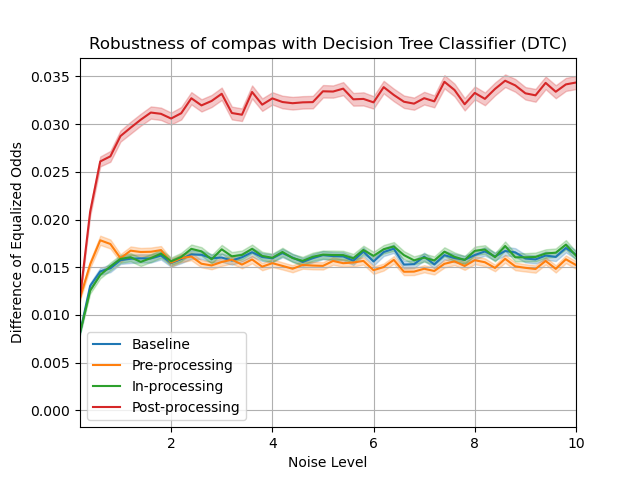 Robustness of compas with Decision Tree Classifier (DTC)
Difference of Equalized Odds
0.035
0.030
0.025
0.020
0.015
0.010
0.005
0.000
Baseline
Pre-processing
In-processing
Post-processing
2
4
6
8
10
Noise Level